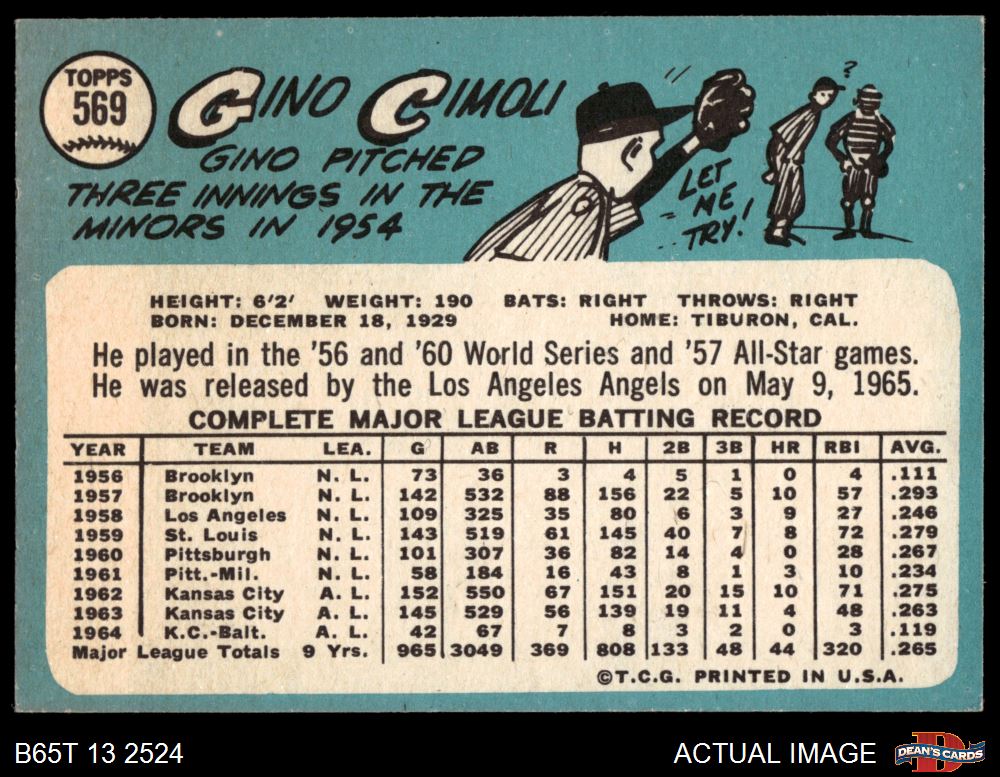 TOPPS
569
GINO CIMOLI
GINO PITCHED
THREE INNINGS IN THE
MINORS IN 1954
?
LET
ME
TRY!
HEIGHT: 6'2' WEIGHT: 190 BATS: RIGHT THROWS: RIGHT
BORN: DECEMBER 18, 1929 HOME: TIBURON, CAL.
He played in the '56 and '60 World Series and '57 All-Star games.
He was released by the Los Angeles Angels on May 9, 1965.
COMPLETE MAJOR LEAGUE BATTING RECORD
YEAR TEAM LEA. G AB R H 2B 3B HR RBI AVG.
1956 Brooklyn N. L. 73 36 3 4 5 1 0 4 .111
1957 Brooklyn N. L. 142 532 88 156 22 5 10 57 .293
1958 Los Angeles N. L. 109 325 35 80 6 3 9 27 .246
1959 St. Louis N. L. 143 519 61 145 40 7 8 72 .279
1960 Pittsburgh N. L. 101 307 36 82 14 4 0 28 .267
1961 Pitt.-Mil. N. L. 58 184 16 43 8 1 3 10 .234
1962 Kansas City A. L. 152 550 67 151 20 15 10 71 .275
1963 Kansas City A. L. 145 529 56 139 19 11 4 48 .263
1964 K.C.-Balt. A. L. 42 67 7 8 3 2 0 3 .119
Major League Totals 9 Yrs. 965 3049 369 808 133 48 44 320 .265
©T.C.G. PRINTED IN U.S.A.
B65T 13 2524 ACTUAL IMAGE D DEAN'S CARDS